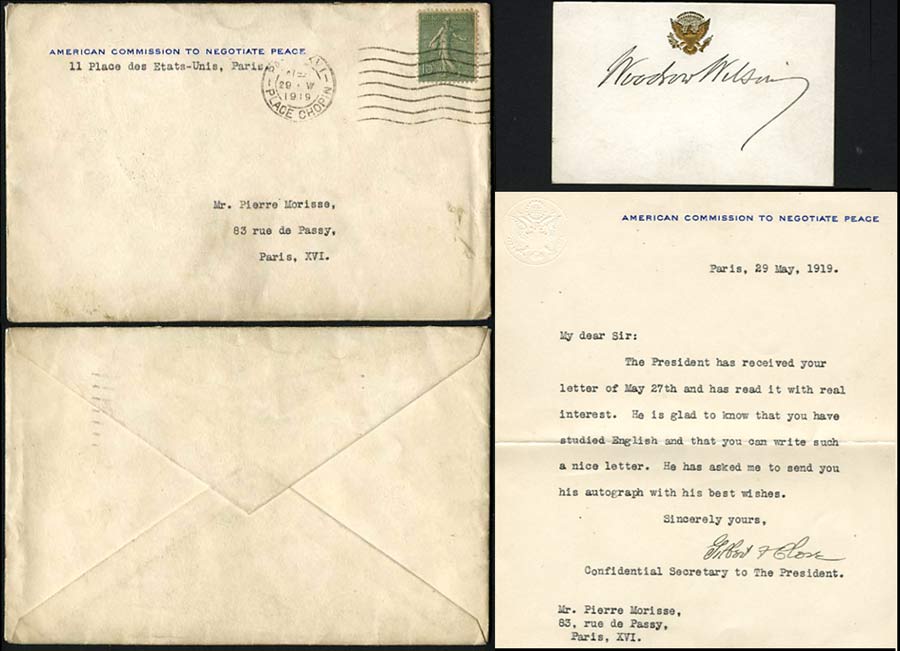 AMERICAN COMMISSION TO NEGOTIATE PEACE
11 Place des Etats-Unis, Paris
29
1919
PLACE CHOPIN
15
Mr. Pierre Morisse,
83 rue de Passy,
Paris, XVI.
Woodrow Wilson
AMERICAN COMMISSION TO NEGOTIATE PEACE
Paris, 29 May, 1919.
My dear Sir:
The President has received your
letter of May 27th and has read it with real
interest. He is glad to know that you have
studied English and that you can write such
a nice letter. He has asked me to send you
his autograph with his best wishes.
Sincerely yours,
Gilbert F Close
Confidential Secretary to The President.
Mr. Pierre Morisse,
83, rue de Passy,
Paris, XVI.